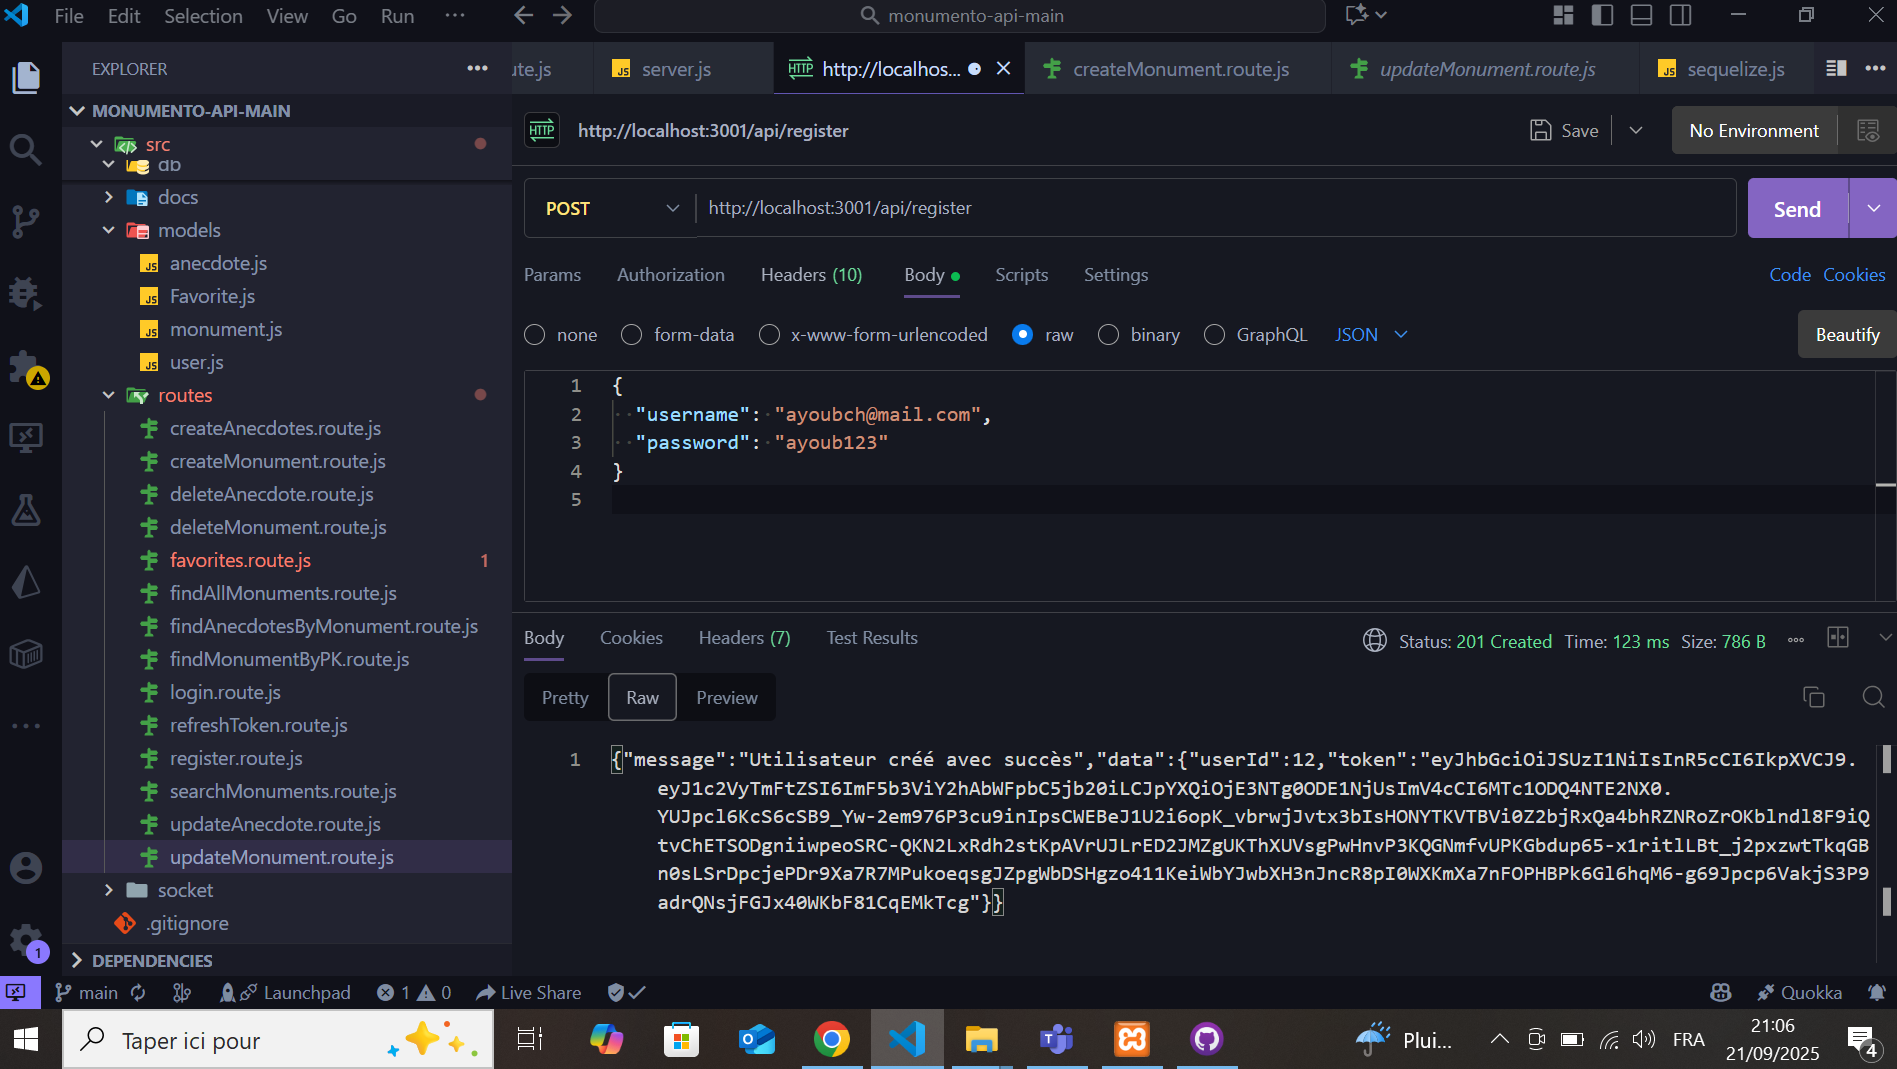 File Edit Selection View Go Run ···
monumento-api-main
EXPLORER
MONUMENTO-API-MAIN
src
db
docs
models
anecdote.js
Favorite.js
monument.js
user.js
routes
createAnecdotes.route.js
createMonument.route.js
deleteAnecdote.route.js
deleteMonument.route.js
favorites.route.js 1
findAllMonuments.route.js
findAnecdotesByMonument.route.js
findMonumentByPK.route.js
login.route.js
refreshToken.route.js
register.route.js
searchMonuments.route.js
updateAnecdote.route.js
updateMonument.route.js
socket
.gitignore
DEPENDENCIES
ute.js server.js http://localhos... createMonument.route.js updateMonument.route.js sequelize.js
HTTP http://localhost:3001/api/register Save No Environment
POST http://localhost:3001/api/register Send
Params Authorization Headers (10) Body Scripts Settings Code Cookies
none form-data x-www-form-urlencoded raw binary GraphQL JSON Beautify
1 {
2 "username": "ayoubch@mail.com",
3 "password": "ayoub123"
4 }
5
Body Cookies Headers (7) Test Results Status: 201 Created Time: 123 ms Size: 786 B
Pretty Raw Preview
1 {"message":"Utilisateur créé avec succès","data":{"userId":12,"token":"eyJhbGciOiJSUzI1NiIsInR5cCI6IkpXVCJ9.
eyJ1c2VyTmFtZSI6ImF5b3ViY2hAbWFpbC5jb20iLCJpYXQiOjE3NTg0ODE1NjUsImV4cCI6MTc1ODQ4NTE2NX0.
YUJpcl6KcS6cSB9_Yw-2em976P3cu9inIpsCWEBeJ1U2i6opK_vbrwjJvtx3bIsHONYTKVTBVi0Z2bjRxQa4bhRZNRoZrOKblndl8F9iQ
tvChETSODgniiwpeoSRC-QKN2LxRdh2stKpAVrUJLrED2JMZgUKThXUVsgPwHnvP3KQGNmfvUPKGbdup65-x1ritlLBt_j2pxzwtTkqGB
n0sLSrDpcjePDr9Xa7R7MPukoeqsgJZpgWbDSHgzo411KeiWbYJwbXH3nJncR8pI0WXKmXa7nFOPHBPk6Gl6hqM6-g69Jpcp6VakjS3P9
adrQNsjFGJx40WKbF81CqEMkTcg"}}
1
main Launchpad 1 0 Live Share Quokka
Taper ici pour Plui... FRA 21:06
21/09/2025
4